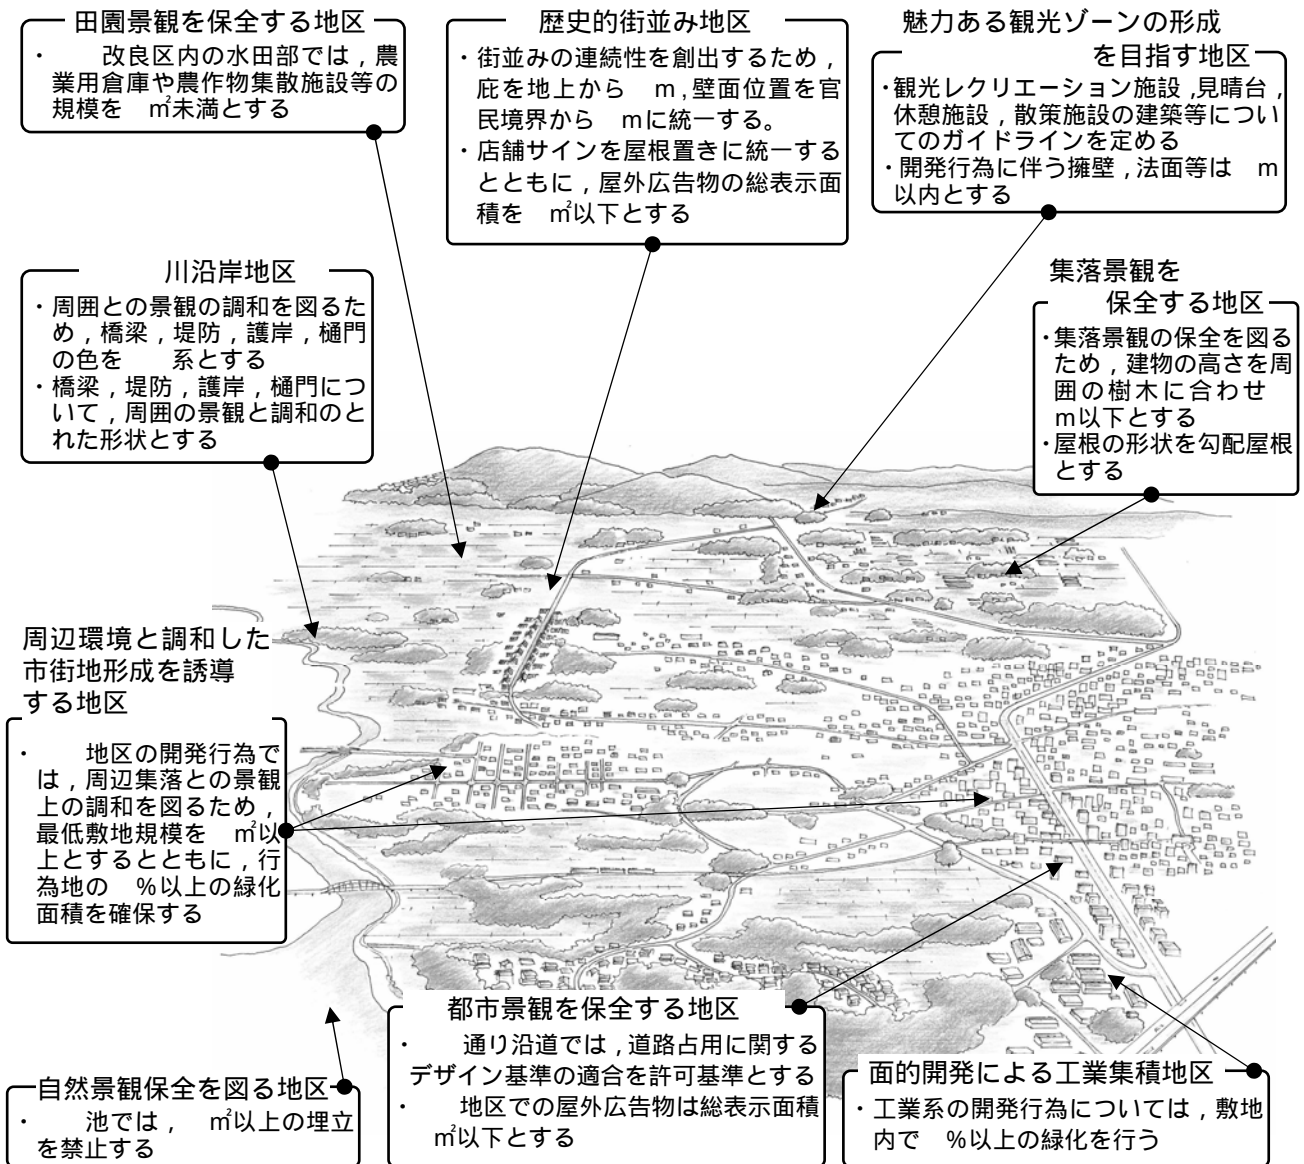 田園景観を保全する地区
・　　改良区内の水田部では，農
業用倉庫や農作物集散施設等の
規模を　㎡未満とする
歴史的街並み地区
・街並みの連続性を創出するため，
庇を地上から　ｍ，壁面位置を官
民境界から　ｍに統一する。
・店舗サインを屋根置きに統一する
とともに，屋外広告物の総表示面
積を　㎡以下とする
魅力ある観光ゾーンの形成
を目指す地区
・観光レクリエーション施設，見晴台，
休憩施設，散策施設の建築等につい
てのガイドラインを定める
・開発行為に伴う擁壁，法面等は　ｍ
以内とする
川沿岸地区
・周囲との景観の調和を図るた
め，橋梁，堤防，護岸，樋門
の色を　　系とする
・橋梁，堤防，護岸，樋門につ
いて，周囲の景観と調和のと
れた形状とする
集落景観を
保全する地区
・集落景観の保全を図る
ため，建物の高さを周
囲の樹木に合わせ
ｍ以下とする
・屋根の形状を勾配屋根
とする
周辺環境と調和した
市街地形成を誘導
する地区
・　　地区の開発行為で
は，周辺集落との景観
上の調和を図るため，
最低敷地規模を　㎡以
上とするとともに，行
為地の　％以上の緑化
面積を確保する
自然景観保全を図る地区
・　　池では，　㎡以上の埋立
を禁止する
都市景観を保全する地区
・　　通り沿道では，道路占用に関する
デザイン基準の適合を許可基準とする
・　　地区での屋外広告物は総表示面積
㎡以下とする
面的開発による工業集積地区
・工業系の開発行為については，敷地
内で　％以上の緑化を行う